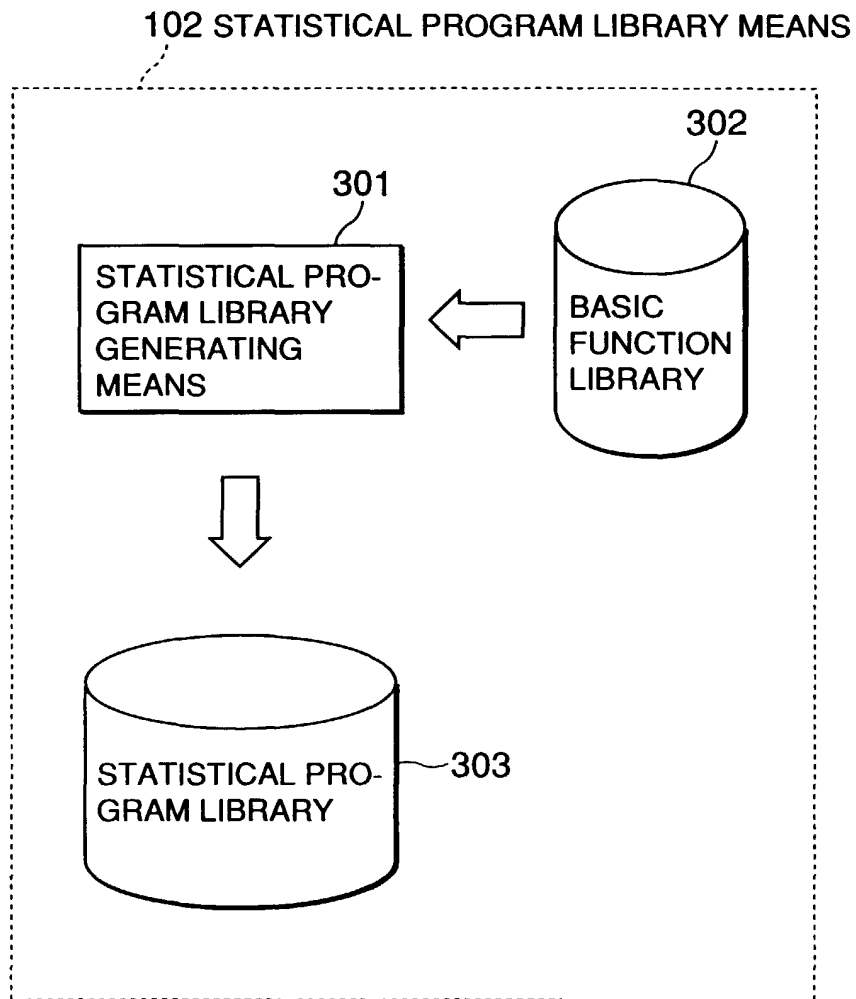 102 STATISTICAL PROGRAM LIBRARY MEANS
302
301
STATISTICAL PRO-
GRAM LIBRARY
GENERATING
MEANS
BASIC
FUNCTION
LIBRARY
STATISTICAL PRO-
GRAM LIBRARY
303